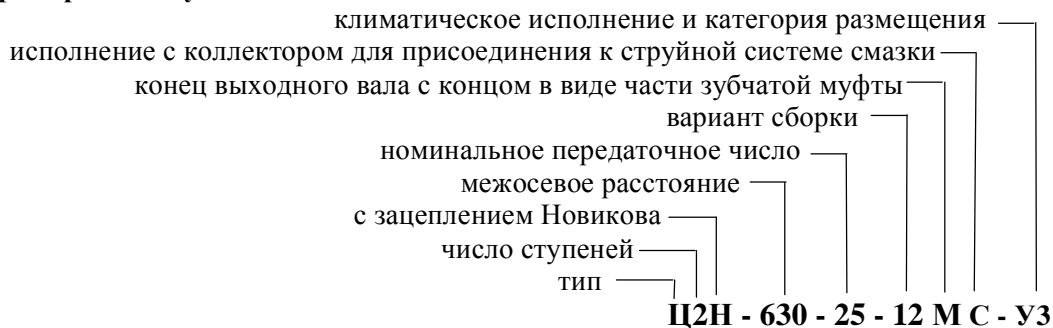 климатическое исполнение и категория размещения
исполнение с коллектором для присоединения к струйной системе смазки
конец выходного вала с концом в виде части зубчатой муфты
вариант сборки
номинальное передаточное число
межосевое расстояние
с зацеплением Новикова
число ступеней
тип
Ц2Н - 630 - 25 - 12 М С - У3